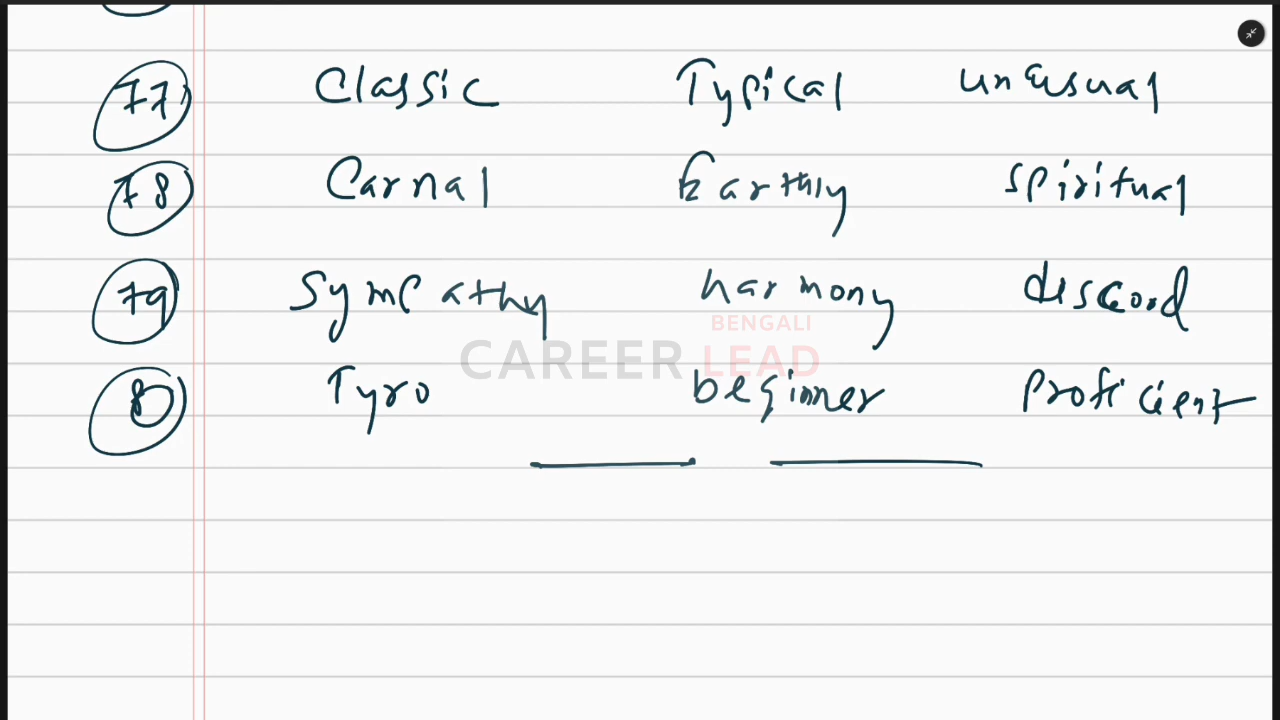 77 Classic Typical unusual
78 Carnal Earthly spiritual
79 Sympathy harmony discord
BENGALI
CAREER LEAD
80 Tyro beginner Proficient